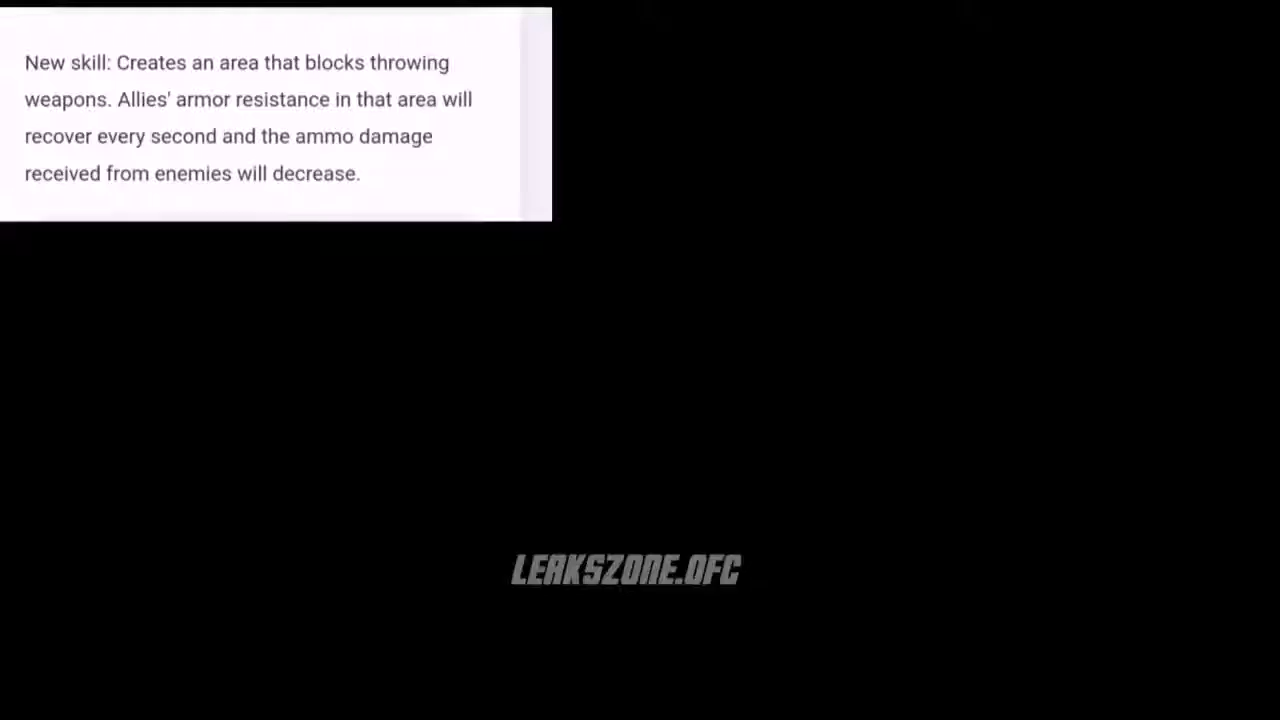 New skill: Creates an area that blocks throwing
weapons. Allies' armor resistance in that area will
recover every second and the ammo damage
received from enemies will decrease.
LEAKSZONE.OFC